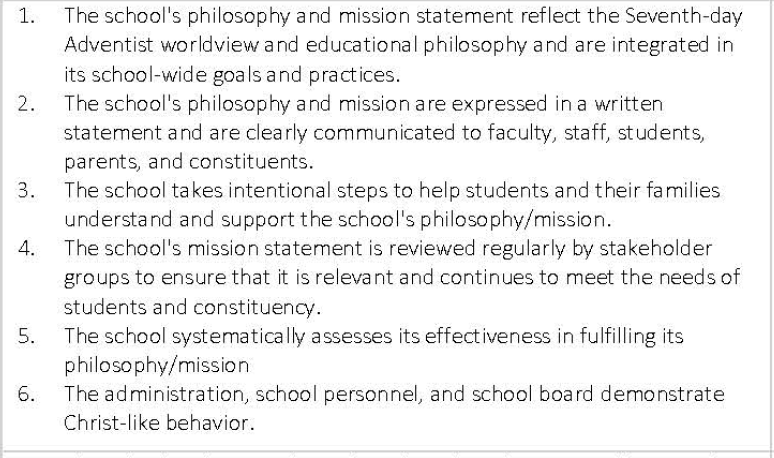 1. The school's philosophy and mission statement reflect the Seventh-day
Adventist worldview and educational philosophy and are integrated in
its school-wide goals and practices.
2. The school's philosophy and mission are expressed in a written
statement and are clearly communicated to faculty, staff, students,
parents, and constituents.
3. The school takes intentional steps to help students and their families
understand and support the school's philosophy/mission.
4. The school's mission statement is reviewed regularly by stakeholder
groups to ensure that it is relevant and continues to meet the needs of
students and constituency.
5. The school systematically assesses its effectiveness in fulfilling its
philosophy/mission
6. The administration, school personnel, and school board demonstrate
Christ-like behavior.